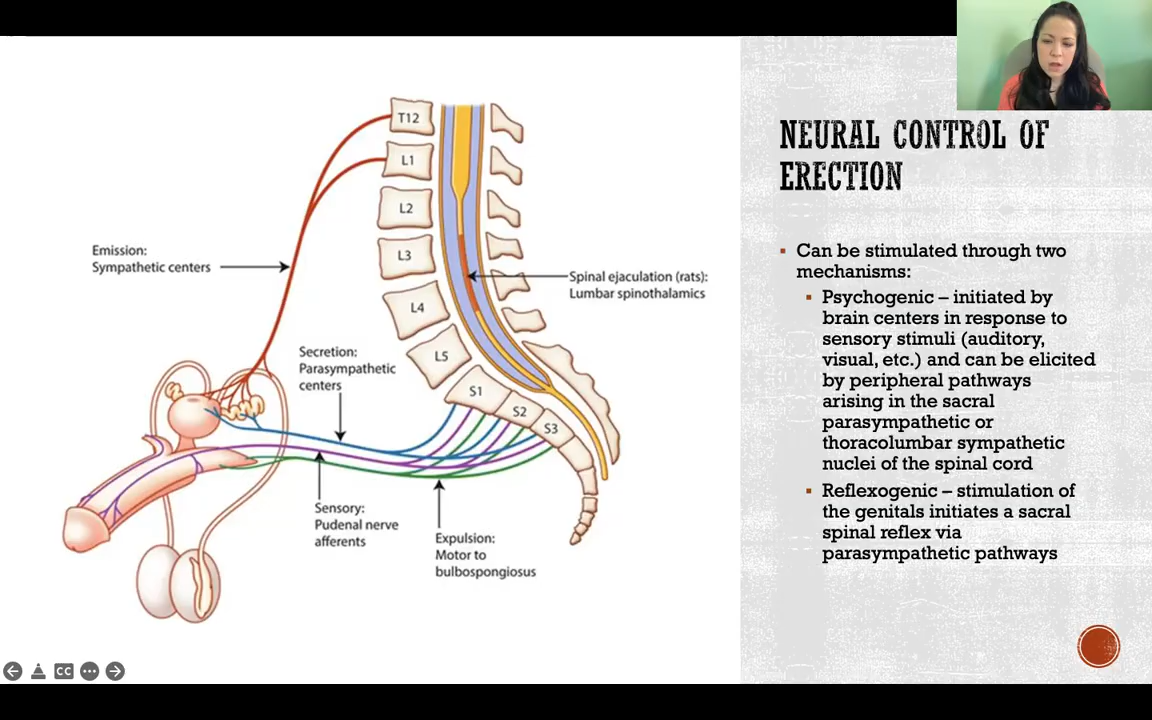 NEURAL CONTROL OF
ERECTION
Can be stimulated through two
mechanisms:
Psychogenic – initiated by
brain centers in response to
sensory stimuli (auditory,
visual, etc.) and can be elicited
by peripheral pathways
arising in the sacral
parasympathetic or
thoracolumbar sympathetic
nuclei of the spinal cord
Reflexogenic – stimulation of
the genitals initiates a sacral
spinal reflex via
parasympathetic pathways
T12
L1
L2
L3
L4
L5
S1
S2
S3
Emission:
Sympathetic centers
Spinal ejaculation (rats):
Lumbar spinothalamics
Secretion:
Parasympathetic
centers
Sensory:
Pudenal nerve
afferents
Expulsion:
Motor to
bulbospongiosus
CC